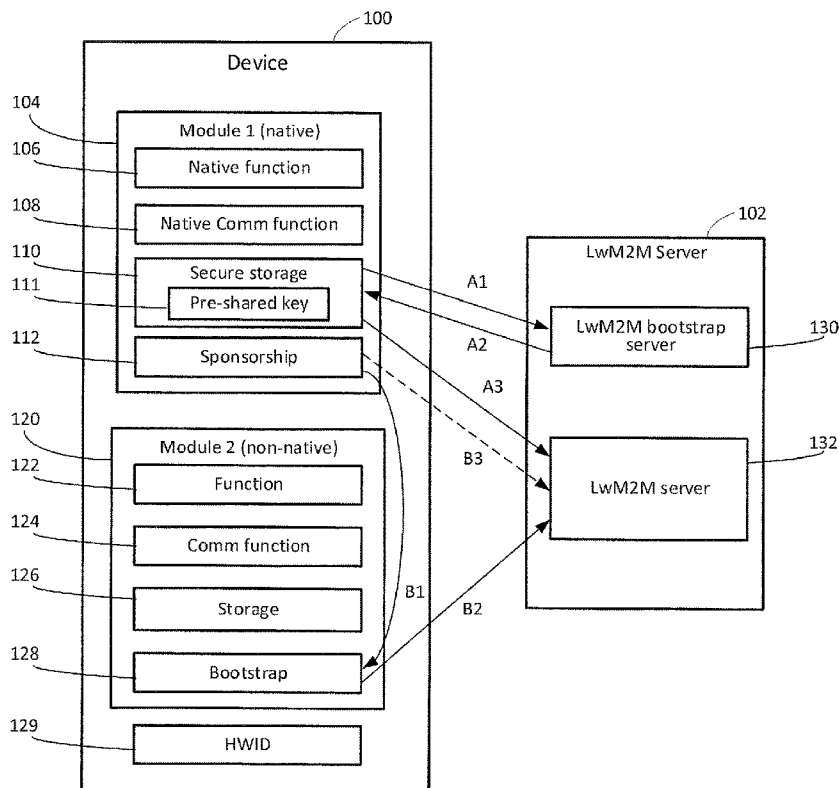 100
Device
104
Module 1 (native)
106
Native function
108
Native Comm function
110
Secure storage
111
Pre-shared key
112
Sponsorship
120
Module 2 (non-native)
122
Function
124
Comm function
126
Storage
128
Bootstrap
129
HWID
A1
A2
A3
B3
B1
B2
102
LwM2M Server
LwM2M bootstrap
server
130
LwM2M server
132